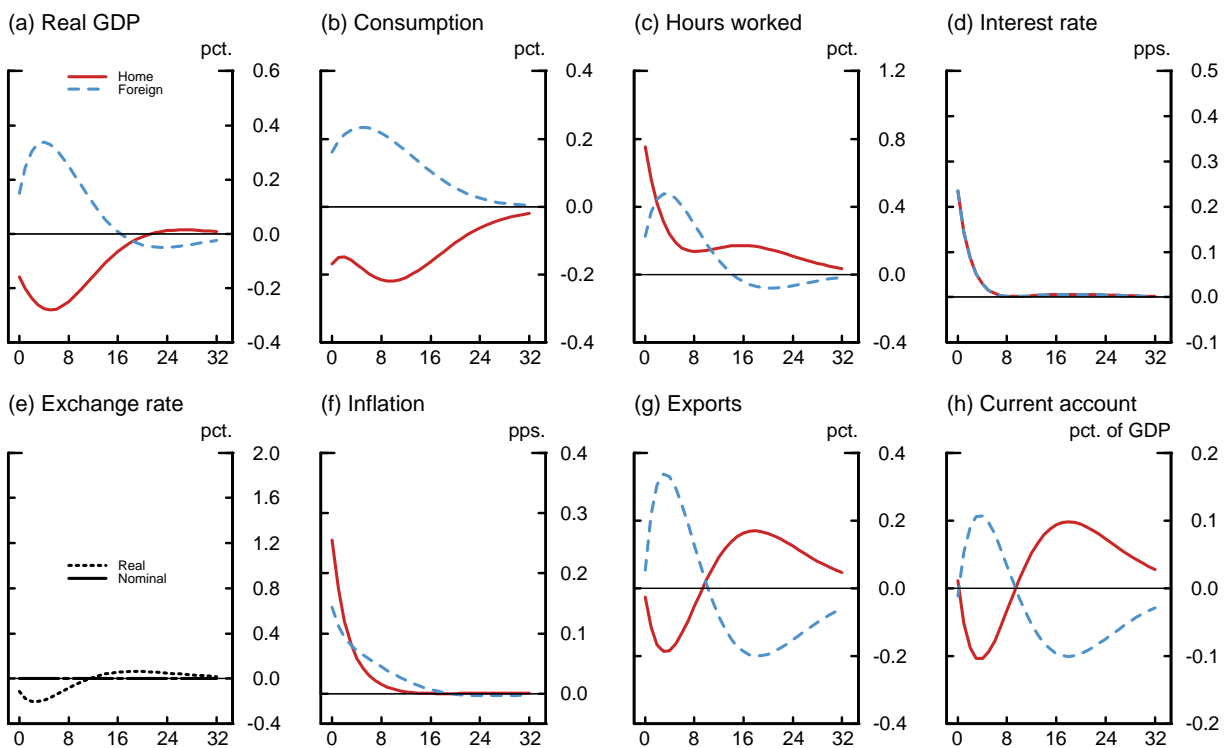 (a) Real GDP
pct.
Home
Foreign
0.6
0.4
0.2
0.0
-0.2
-0.4
0 8 16 24 32
(b) Consumption
pct.
0.4
0.2
0.0
-0.2
-0.4
0 8 16 24 32
(c) Hours worked
pct.
1.2
0.8
0.4
0.0
-0.4
0 8 16 24 32
(d) Interest rate
pps.
0.5
0.4
0.3
0.2
0.1
0.0
-0.1
0 8 16 24 32
(e) Exchange rate
pct.
Real
Nominal
2.0
1.6
1.2
0.8
0.4
0.0
-0.4
0 8 16 24 32
(f) Inflation
pps.
0.4
0.3
0.2
0.1
0.0
0 8 16 24 32
(g) Exports
pct.
0.4
0.2
0.0
-0.2
-0.4
0 8 16 24 32
(h) Current account
pct. of GDP
0.2
0.1
0.0
-0.1
-0.2
0 8 16 24 32